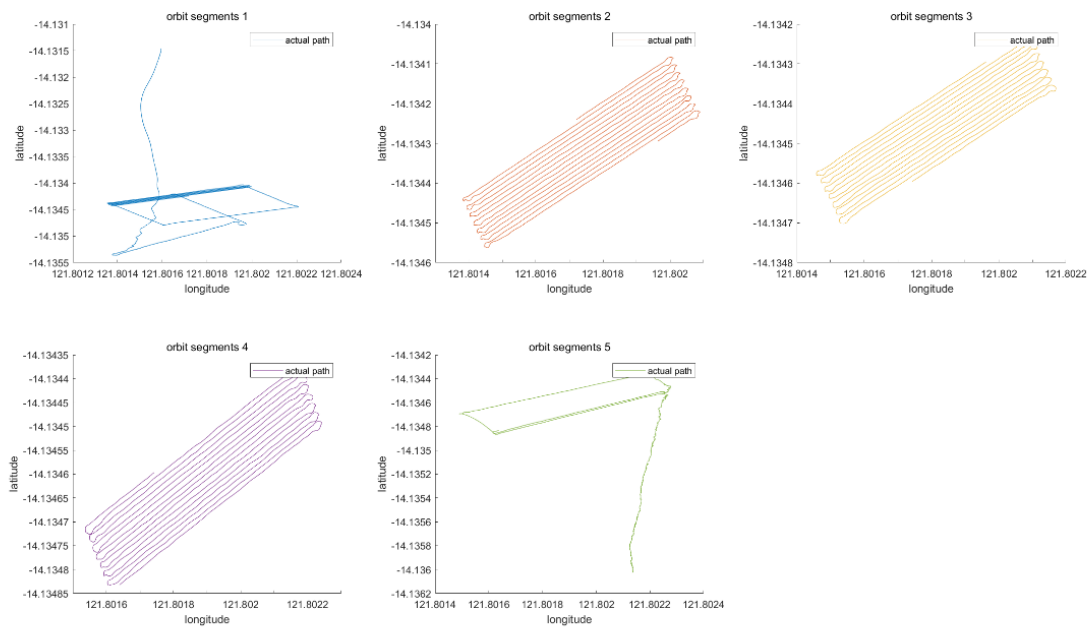 orbit segments 1
actual path
-14.131
-14.1315
-14.132
-14.1325
-14.133
-14.1335
-14.134
-14.1345
-14.135
-14.1355
latitude
121.8012 121.8014 121.8016 121.8018 121.802 121.8022 121.8024
longitude
orbit segments 2
actual path
-14.134
-14.1341
-14.1342
-14.1343
-14.1344
-14.1345
-14.1346
latitude
121.8014 121.8016 121.8018 121.802
longitude
orbit segments 3
actual path
-14.1342
-14.1343
-14.1344
-14.1345
-14.1346
-14.1347
-14.1348
latitude
121.8014 121.8016 121.8018 121.802 121.8022
longitude
orbit segments 4
actual path
-14.13435
-14.1344
-14.13445
-14.1345
-14.13455
-14.1346
-14.13465
-14.1347
-14.13475
-14.1348
-14.13485
latitude
121.8016 121.8018 121.802 121.8022
longitude
orbit segments 5
actual path
-14.1342
-14.1344
-14.1346
-14.1348
-14.135
-14.1352
-14.1354
-14.1356
-14.1358
-14.136
-14.1362
latitude
121.8014 121.8016 121.8018 121.802 121.8022 121.8024
longitude